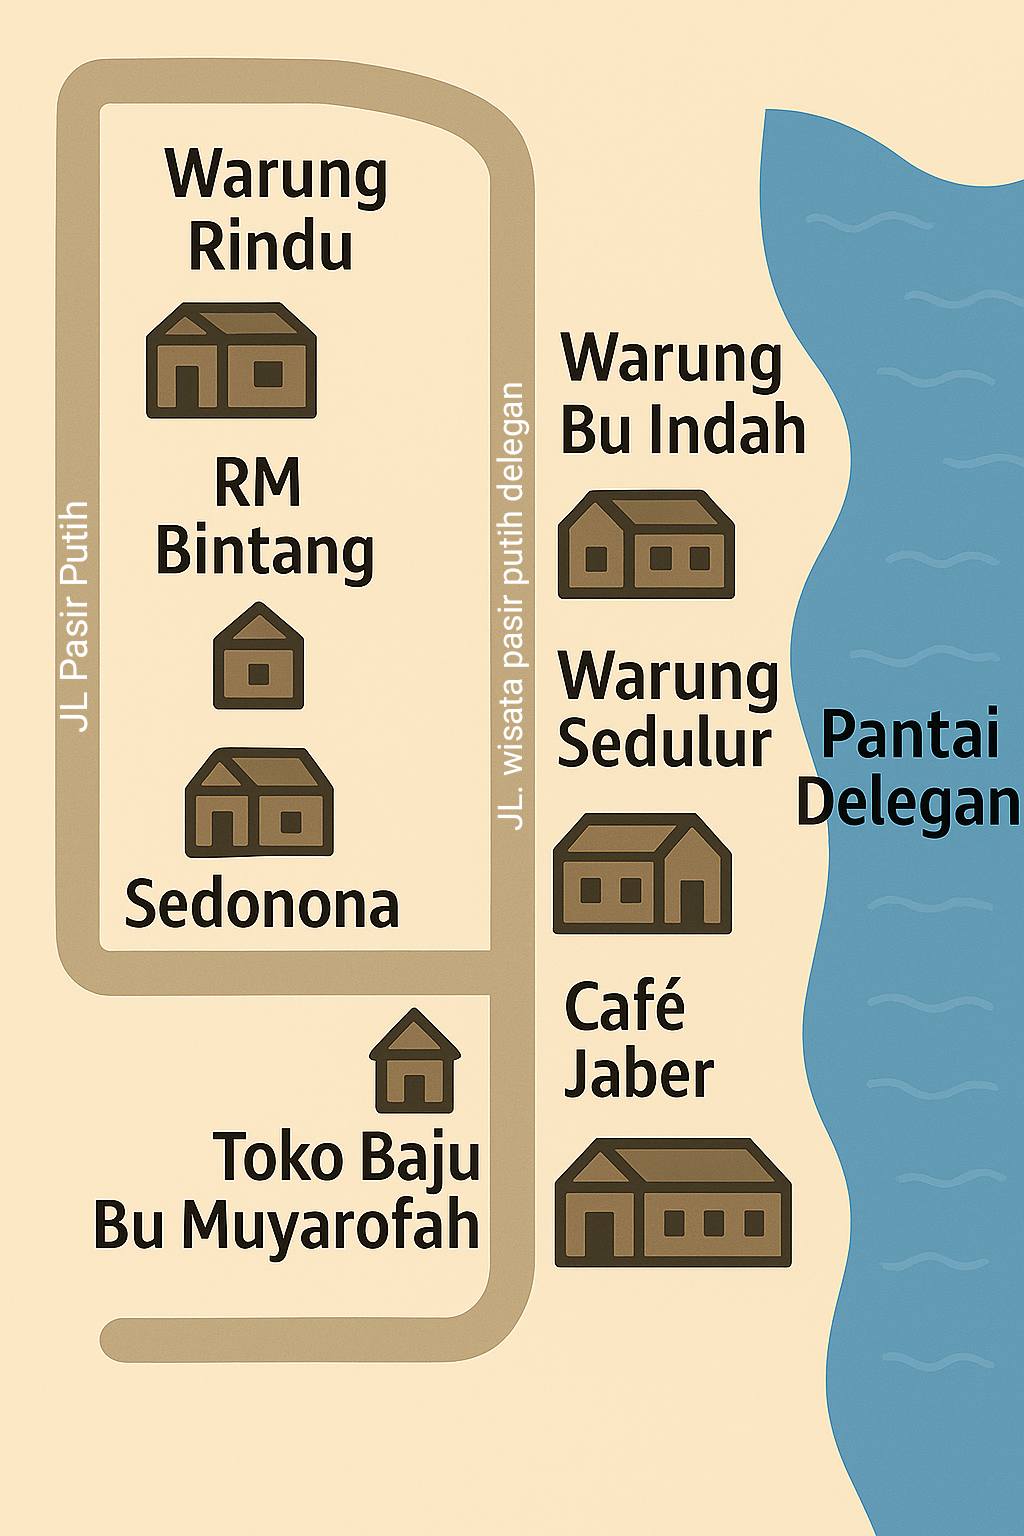 Warung
Rindu
RM
Bintang
Sedonona
JL Pasir Putih
JL. wisata pasir putih delegan
Warung
Bu Indah
Warung
Sedulur
Pantai
Delegan
Café
Jaber
Toko Baju
Bu Muyarofah